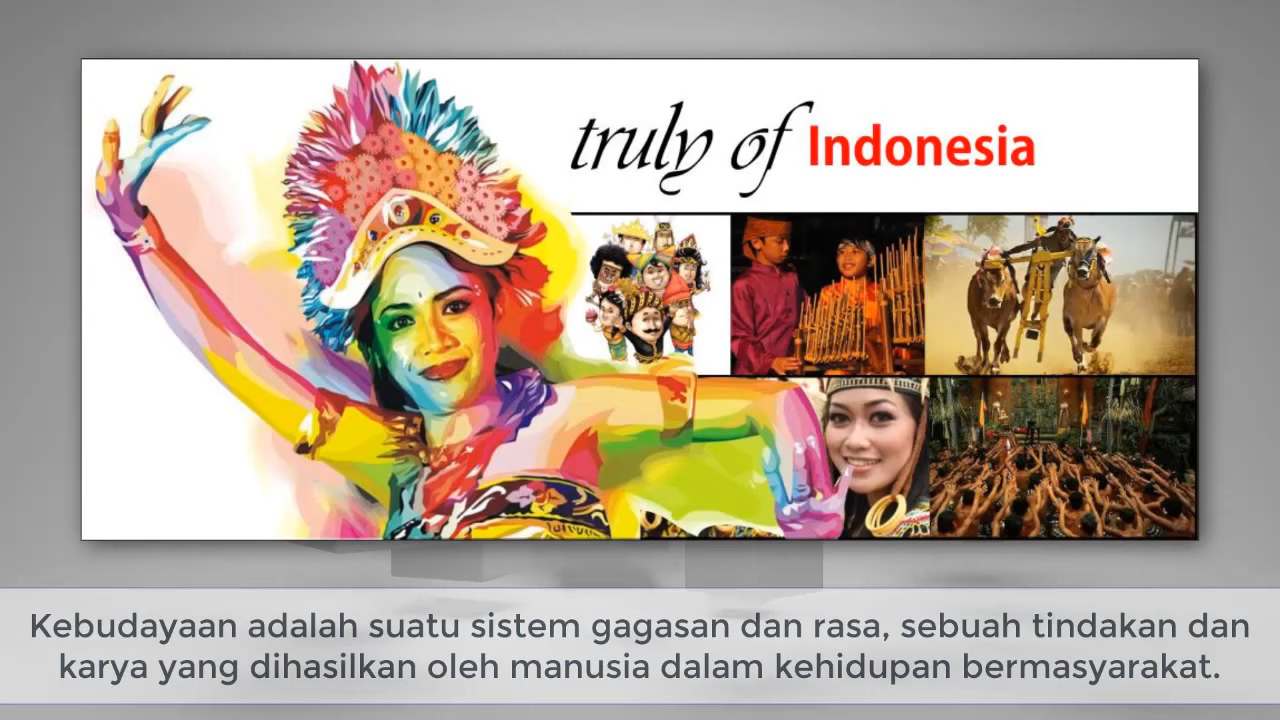 truly of Indonesia
Kebudayaan adalah suatu sistem gagasan dan rasa, sebuah tindakan dan
karya yang dihasilkan oleh manusia dalam kehidupan bermasyarakat.